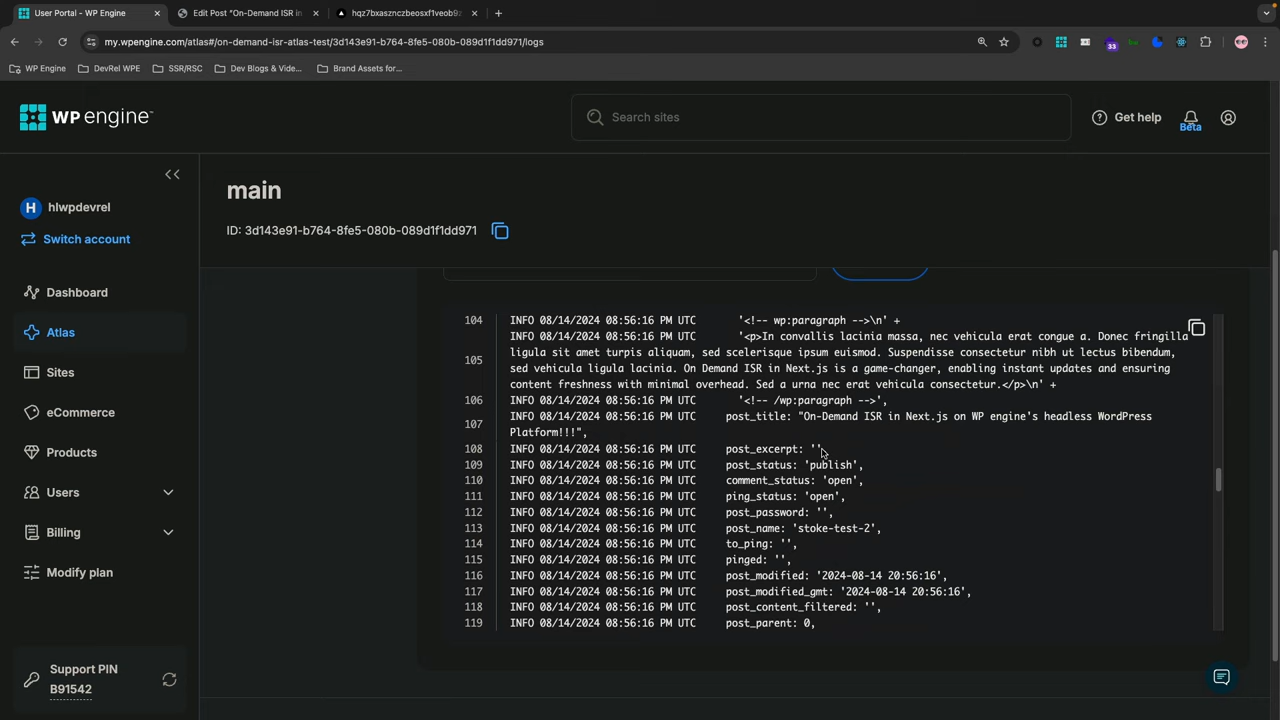 User Portal - WP Engine
Edit Post “On-Demand ISR in
my.wpengine.com/atlas#/on-demand-isr-atlas-test/3d143e91-b764-8fe5-080b-089d1f1dd971/logs
33
WP Engine
DevRel WPE
SSR/SRC
Dev Blogs & Vide...
Brand Assets for...
WP engine
Search sites
Get help
Beta
H hlwpdevrel
Switch account
Dashboard
Atlas
Sites
eCommerce
Products
Users
Billing
Modify plan
Support PIN
B91542
main
ID: 3d143e91-b764-8fe5-080b-089d1f1dd971
104 INFO 08/14/2024 08:56:16 PM UTC '<!-- wp:paragraph -->\n' +
INFO 08/14/2024 08:56:16 PM UTC '<p>In convallis lacinia massa, nec vehicula erat congue a. Donec fringilla
105 ligula sit amet turpis aliquam, sed scelerisque ipsum euismod. Suspendisse consectetur nibh ut lectus bibendum,
sed vehicula ligula lacinia. On Demand ISR in Next.js is a game-changer, enabling instant updates and ensuring
content freshness with minimal overhead. Sed a urna nec erat vehicula consectetur.</p>\n' +
106 INFO 08/14/2024 08:56:16 PM UTC '<!-- /wp:paragraph -->',
107 INFO 08/14/2024 08:56:16 PM UTC post_title: "On-Demand ISR in Next.js on WP engine's headless WordPress
Platform!!!",
108 INFO 08/14/2024 08:56:16 PM UTC post_excerpt: '',
109 INFO 08/14/2024 08:56:16 PM UTC post_status: 'publish',
110 INFO 08/14/2024 08:56:16 PM UTC comment_status: 'open',
111 INFO 08/14/2024 08:56:16 PM UTC ping_status: 'open',
112 INFO 08/14/2024 08:56:16 PM UTC post_password: '',
113 INFO 08/14/2024 08:56:16 PM UTC post_name: 'stoke-test-2',
114 INFO 08/14/2024 08:56:16 PM UTC to_ping: '',
115 INFO 08/14/2024 08:56:16 PM UTC pinged: '',
116 INFO 08/14/2024 08:56:16 PM UTC post_modified: '2024-08-14 20:56:16',
117 INFO 08/14/2024 08:56:16 PM UTC post_modified_gmt: '2024-08-14 20:56:16',
118 INFO 08/14/2024 08:56:16 PM UTC post_content_filtered: '',
119 INFO 08/14/2024 08:56:16 PM UTC post_parent: 0,